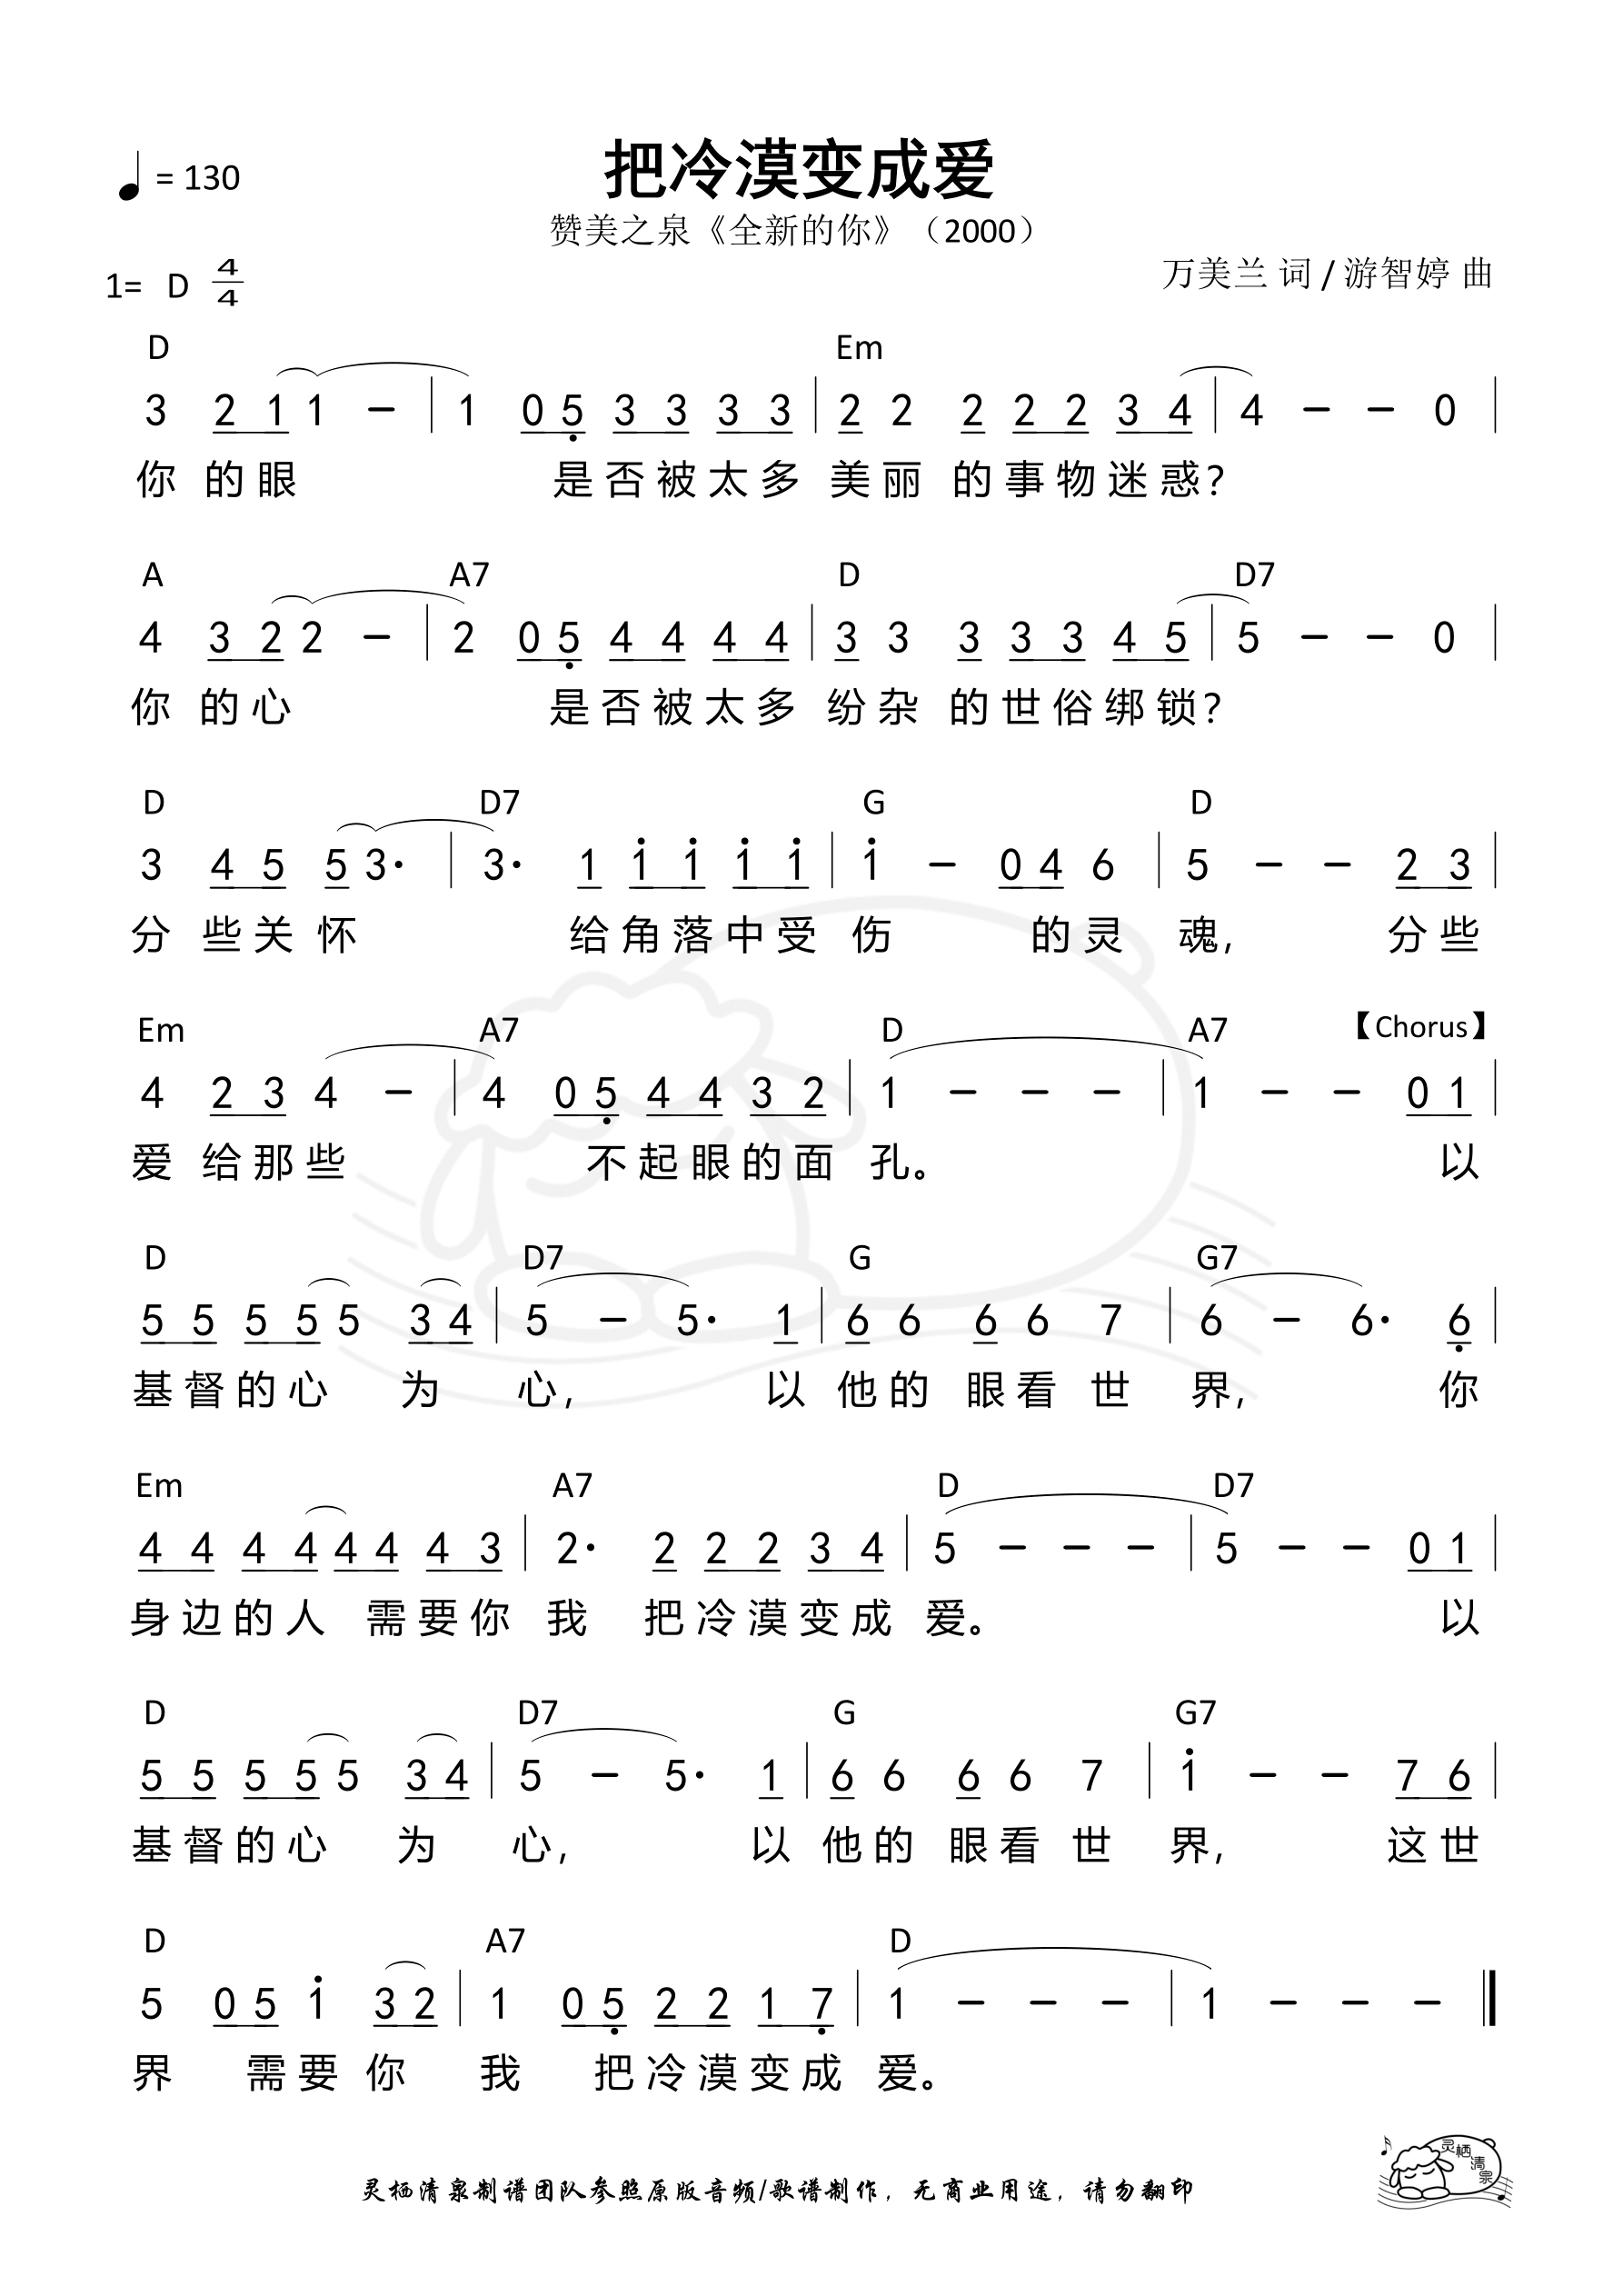 把冷漠变成爱
= 130
赞美之泉《全新的你》（2000）
1= D 4/4
万美兰 词 / 游智婷 曲
D Em
3 2 1 1 – | 1 0 5 3 3 3 3 | 2 2 2 2 2 3 4 | 4 – – 0 |
你 的 眼 是 否 被 太 多 美 丽 的 事 物 迷 惑？
A A7 D D7
4 3 2 2 – | 2 0 5 4 4 4 4 | 3 3 3 3 3 4 5 | 5 – – 0 |
你 的 心 是 否 被 太 多 纷 杂 的 世 俗 绑 锁？
D D7 G D
3 4 5 5 3· | 3· 1 1 1 1 1 | 1 – 0 4 6 | 5 – – 2 3 |
分 些 关 怀 给 角 落 中 受 伤 的 灵 魂， 分 些
Em A7 D A7 【Chorus】
4 2 3 4 – | 4 0 5 4 4 3 2 | 1 – – – | 1 – – 0 1 |
爱 给 那 些 不 起 眼 的 面 孔。 以
D D7 G G7
5 5 5 5 5 3 4 | 5 – 5· 1 | 6 6 6 6 7 | 6 – 6· 6 |
基 督 的 心 为 心， 以 他 的 眼 看 世 界， 你
Em A7 D D7
4 4 4 4 4 4 4 3 | 2· 2 2 2 3 4 | 5 – – – | 5 – – 0 1 |
身 边 的 人 需 要 你 我 把 冷 漠 变 成 爱。 以
D D7 G G7
5 5 5 5 5 3 4 | 5 – 5· 1 | 6 6 6 6 7 | 1 – – 7 6 |
基 督 的 心 为 心， 以 他 的 眼 看 世 界， 这 世
D A7 D
5 0 5 1 3 2 | 1 0 5 2 2 1 7 | 1 – – – | 1 – – – ‖
界 需 要 你 我 把 冷 漠 变 成 爱。
灵栖清泉
灵栖清泉制谱团队参照原版音频/歌谱制作，无商业用途，请勿翻印